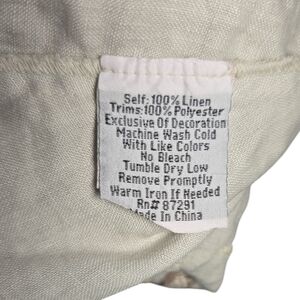 Self: 100% Linen
Trims: 100% Polyester
Exclusive Of Decoration
Machine Wash Cold
With Like Colors
No Bleach
Tumble Dry Low
Remove Promptly
Warm Iron If Needed
Rn# 87291
Made In China